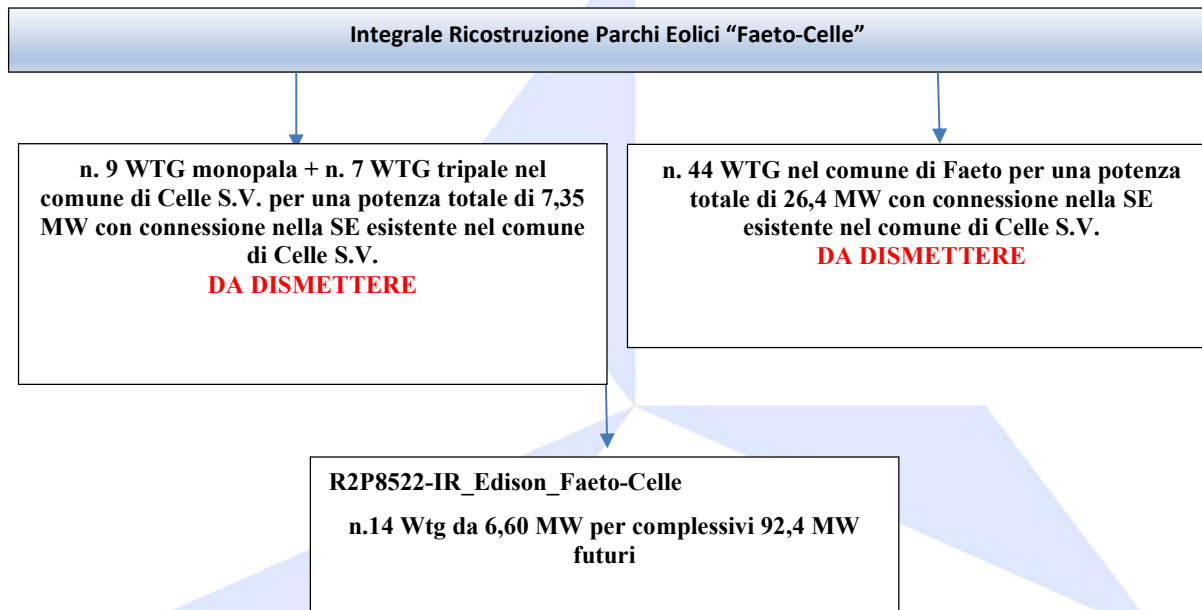 Integrale Ricostruzione Parchi Eolici “Faeto-Celle”
n. 9 WTG monopala + n. 7 WTG tripale nel
comune di Celle S.V. per una potenza totale di 7,35
MW con connessione nella SE esistente nel comune
di Celle S.V.
DA DISMETTERE
n. 44 WTG nel comune di Faeto per una potenza
totale di 26,4 MW con connessione nella SE
esistente nel comune di Celle S.V.
DA DISMETTERE
R2P8522-IR_Edison_Faeto-Celle
n.14 Wtg da 6,60 MW per complessivi 92,4 MW
futuri